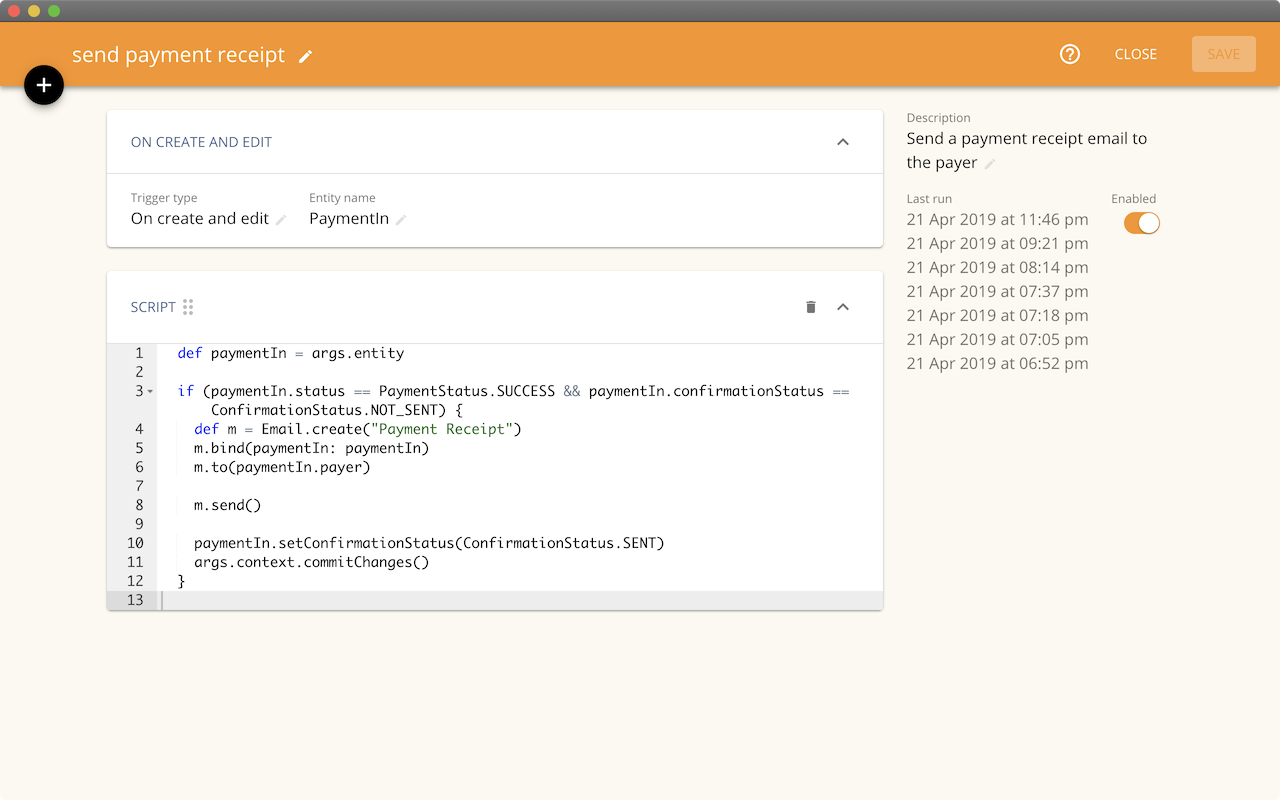 send payment receipt
CLOSE
SAVE
ON CREATE AND EDIT
Trigger type
Entity name
On create and edit
PaymentIn
SCRIPT
1 def paymentIn = args.entity
2
3 if (paymentIn.status == PaymentStatus.SUCCESS && paymentIn.confirmationStatus ==
ConfirmationStatus.NOT_SENT) {
4 def m = Email.create("Payment Receipt")
5 m.bind(paymentIn: paymentIn)
6 m.to(paymentIn.payer)
7
8 m.send()
9
10 paymentIn.setConfirmationStatus(ConfirmationStatus.SENT)
11 args.context.commitChanges()
12 }
13
Description
Send a payment receipt email to
the payer
Last run
Enabled
21 Apr 2019 at 11:46 pm
21 Apr 2019 at 09:21 pm
21 Apr 2019 at 08:14 pm
21 Apr 2019 at 07:37 pm
21 Apr 2019 at 07:18 pm
21 Apr 2019 at 07:05 pm
21 Apr 2019 at 06:52 pm